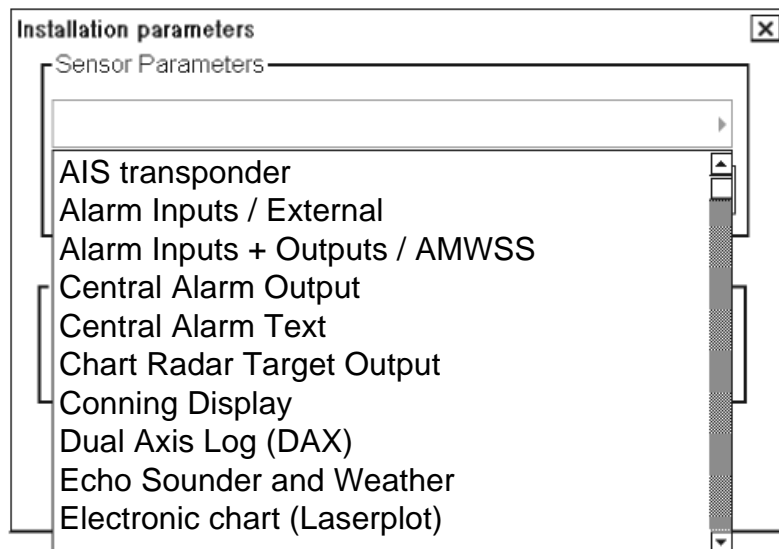 Installation parameters
Sensor Parameters
AIS transponder
Alarm Inputs / External
Alarm Inputs + Outputs / AMWSS
Central Alarm Output
Central Alarm Text
Chart Radar Target Output
Conning Display
Dual Axis Log (DAX)
Echo Sounder and Weather
Electronic chart (Laserplot)